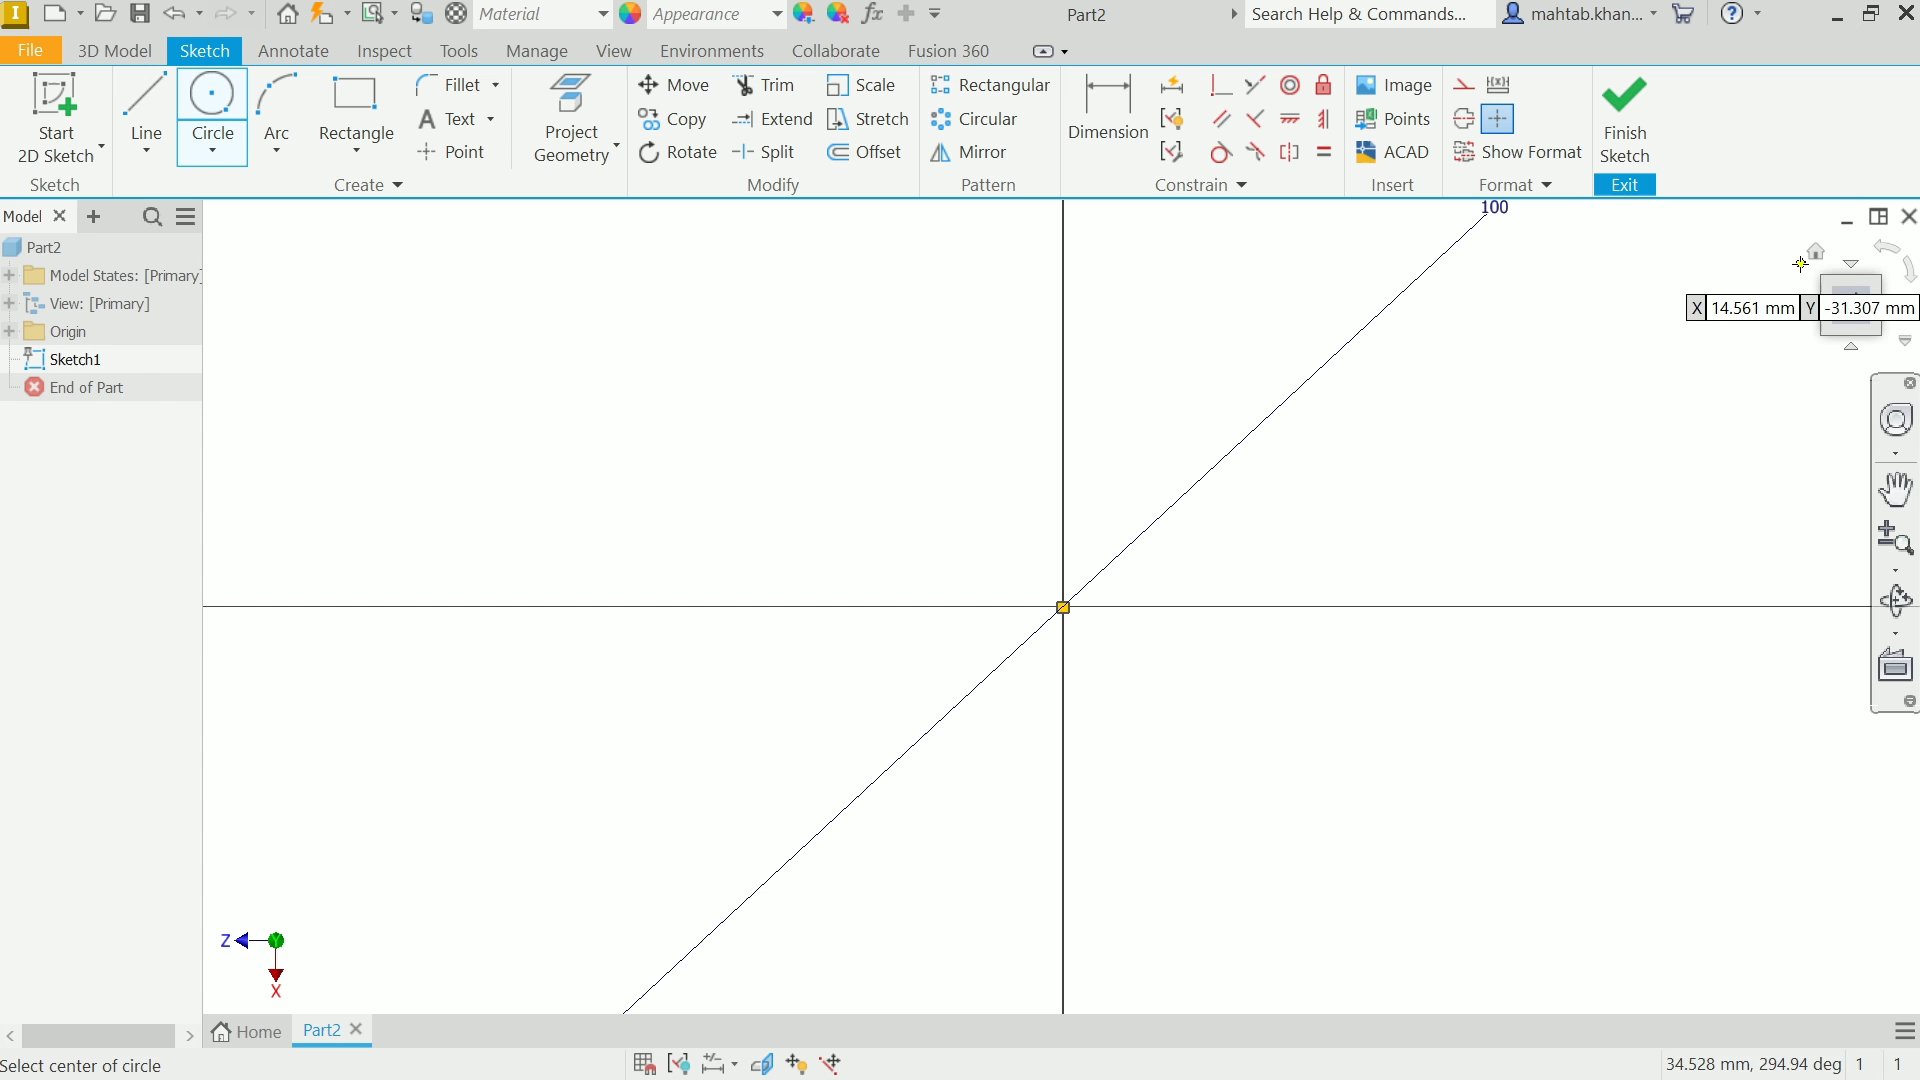 Material
Appearance
Part2
Search Help & Commands...
mahtab.khan...
File
3D Model
Sketch
Annotate
Inspect
Tools
Manage
View
Environments
Collaborate
Fusion 360
Start
2D Sketch
Line
Circle
Arc
Rectangle
Fillet
Text
Point
Project
Geometry
Move
Copy
Rotate
Trim
Extend
Split
Scale
Stretch
Offset
Rectangular
Circular
Mirror
Dimension
Image
Points
ACAD
Show Format
Finish
Sketch
Sketch
Create
Modify
Pattern
Constrain
Insert
Format
Exit
Model
Part2
Model States: [Primary]
View: [Primary]
Origin
Sketch1
End of Part
100
X 14.561 mm Y -31.307 mm
Z
Y
X
Home
Part2
Select center of circle
34.528 mm, 294.94 deg
1
1